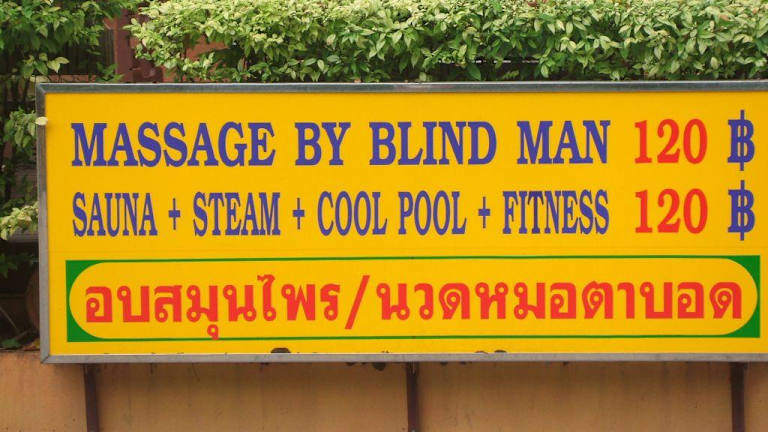 MASSAGE BY BLIND MAN 120 ฿
SAUNA + STEAM + COOL POOL + FITNESS 120 ฿
อบสมุนไพร/นวดหมอตาบอด